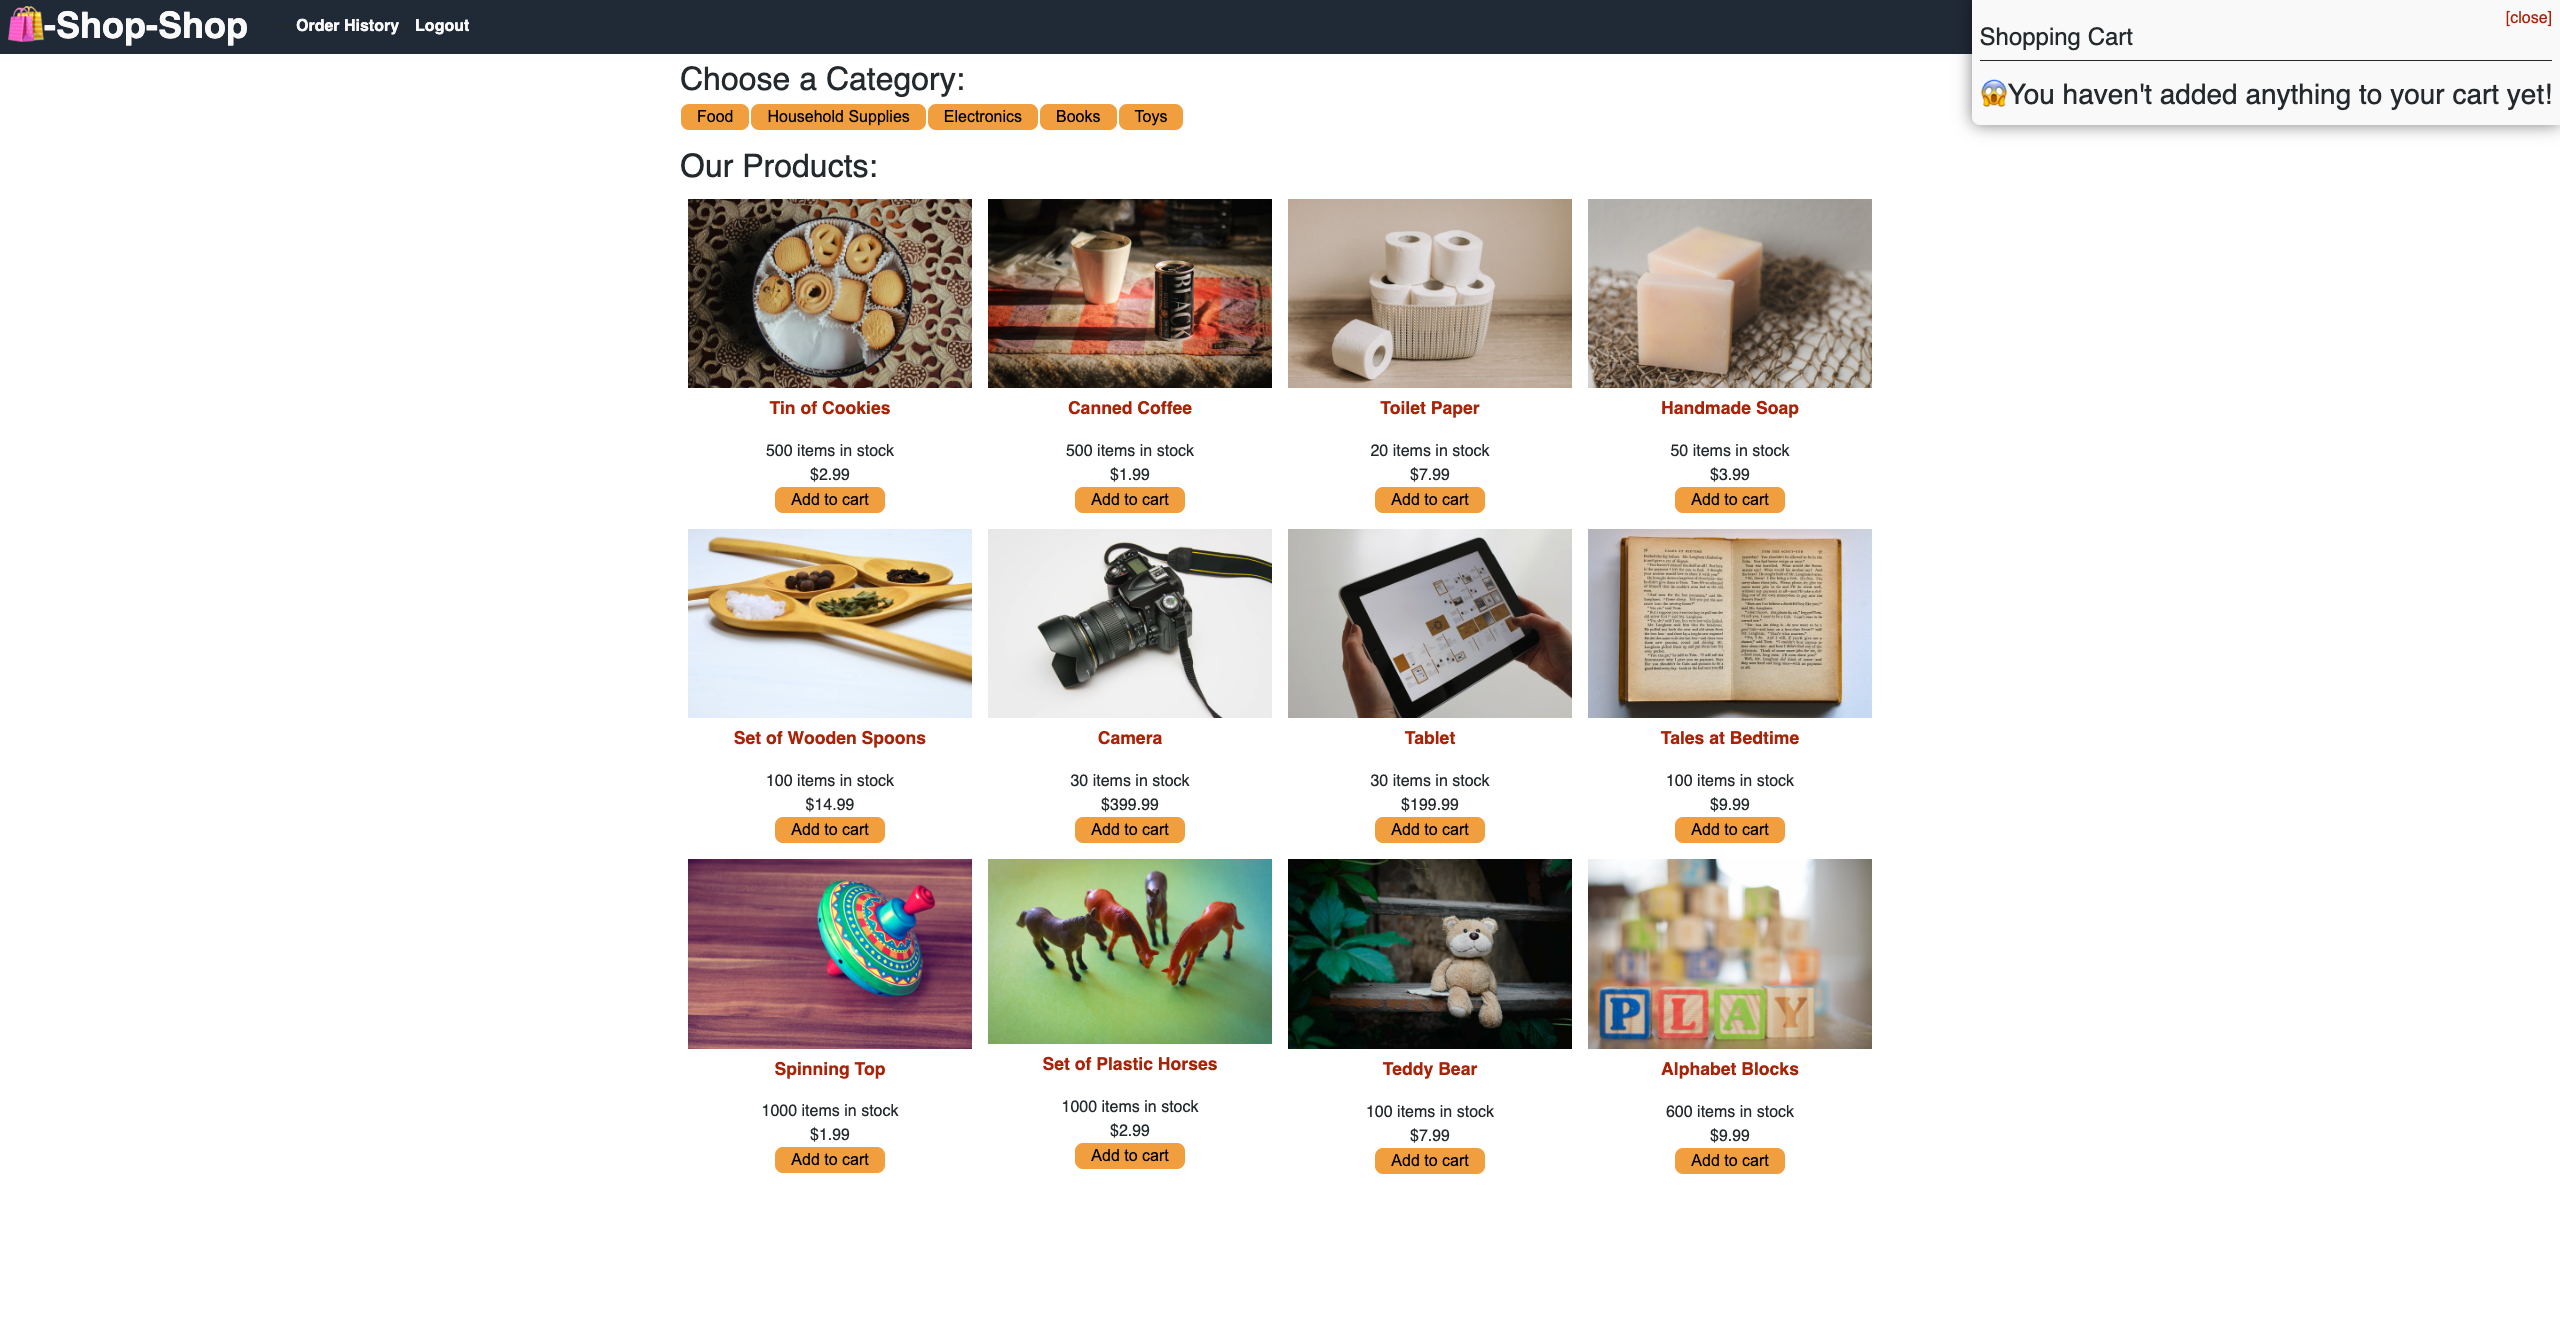 -Shop-Shop
Order History
Logout
[close]
Shopping Cart
😱You haven't added anything to your cart yet!
Choose a Category:
Food
Household Supplies
Electronics
Books
Toys
Our Products:
BLACK
Tin of Cookies
500 items in stock
$2.99
Add to cart
Canned Coffee
500 items in stock
$1.99
Add to cart
Toilet Paper
20 items in stock
$7.99
Add to cart
Handmade Soap
50 items in stock
$3.99
Add to cart
Set of Wooden Spoons
100 items in stock
$14.99
Add to cart
Camera
30 items in stock
$399.99
Add to cart
Tablet
30 items in stock
$199.99
Add to cart
Tales at Bedtime
100 items in stock
$9.99
Add to cart
PLAY
Spinning Top
1000 items in stock
$1.99
Add to cart
Set of Plastic Horses
1000 items in stock
$2.99
Add to cart
Teddy Bear
100 items in stock
$7.99
Add to cart
Alphabet Blocks
600 items in stock
$9.99
Add to cart